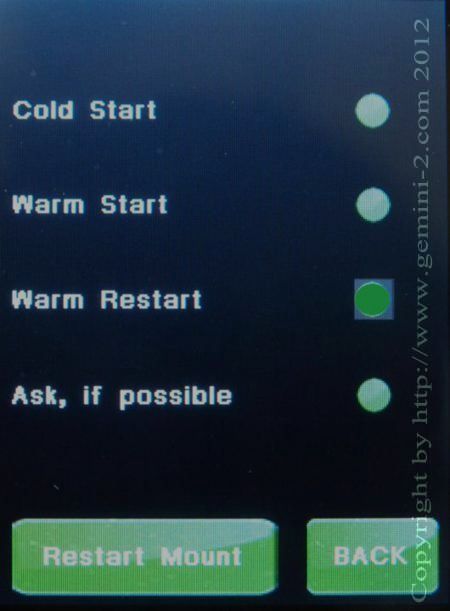 Cold Start
Warm Start
Warm Restart
Ask, if possible
Restart Mount
BACK
Copyright by http://www.gemini-2.com 2012